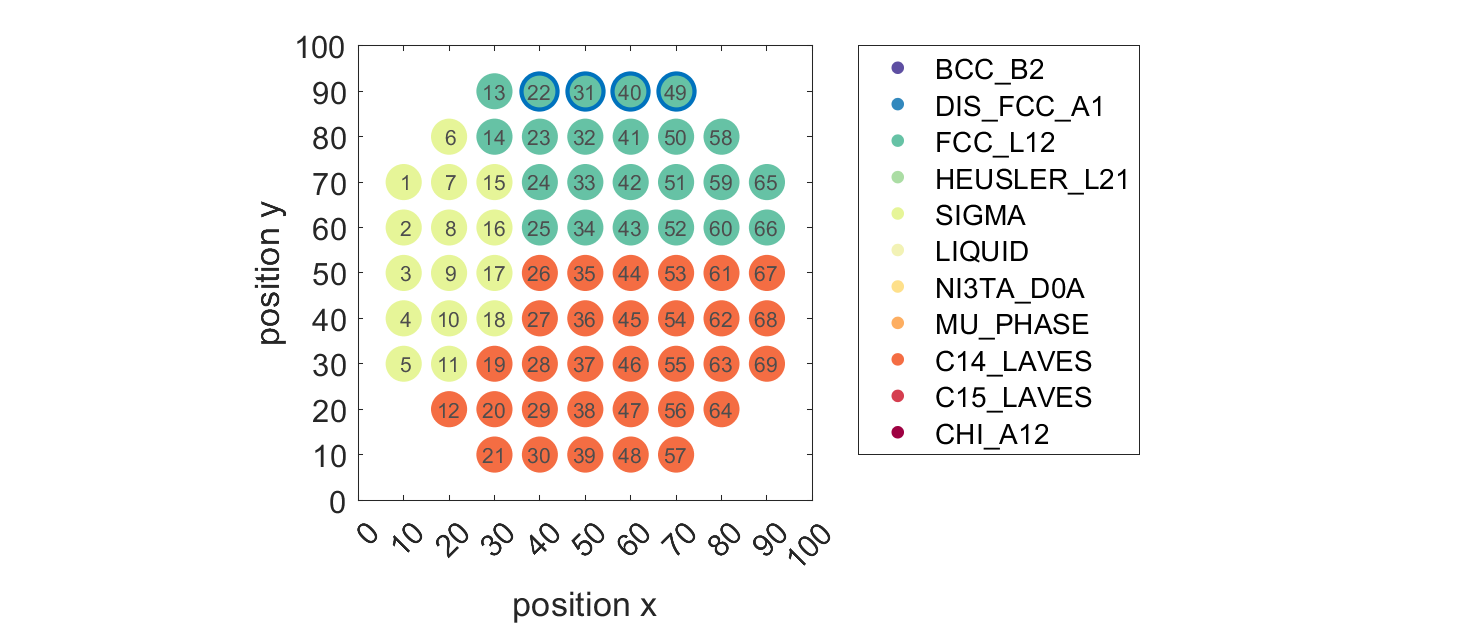 100
90 13 22 31 40 49
80 6 14 23 32 41 50 58
70 1 7 15 24 33 42 51 59 65
60 2 8 16 25 34 43 52 60 66
50 3 9 17 26 35 44 53 61 67
40 4 10 18 27 36 45 54 62 68
30 5 11 19 28 37 46 55 63 69
20 12 20 29 38 47 56 64
10 21 30 39 48 57
0
position y
0 10 20 30 40 50 60 70 80 90 100
position x
BCC_B2
DIS_FCC_A1
FCC_L12
HEUSLER_L21
SIGMA
LIQUID
NI3TA_D0A
MU_PHASE
C14_LAVES
C15_LAVES
CHI_A12